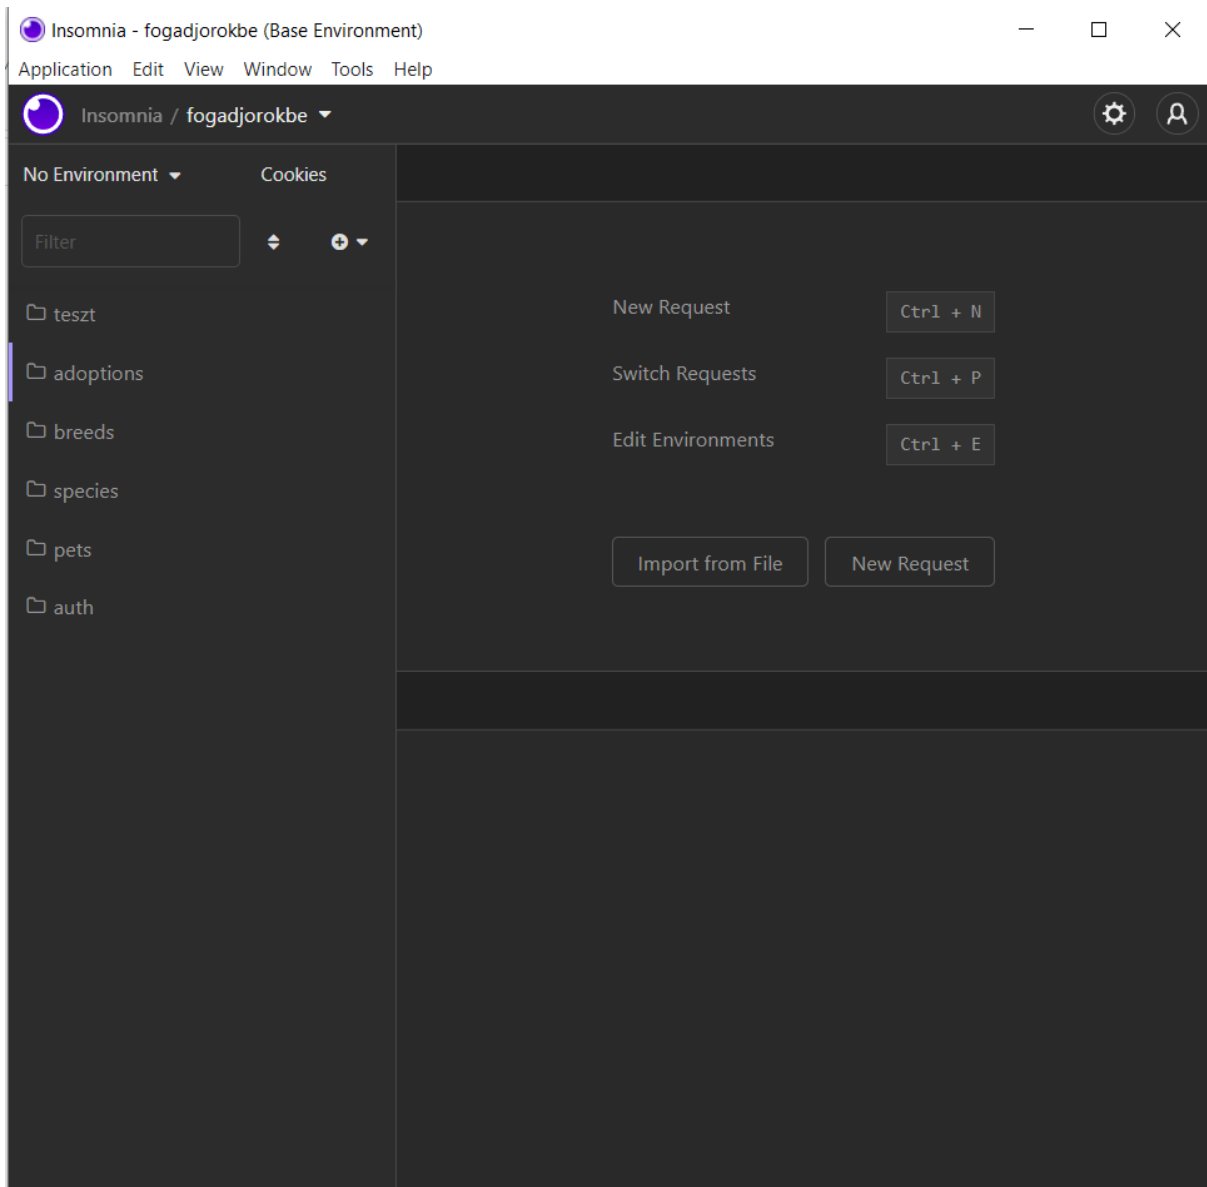 Insomnia - fogadjorokbe (Base Environment)
Application Edit View Window Tools Help
Insomnia / fogadjorokbe
No Environment
Cookies
Filter
teszt
adoptions
breeds
species
pets
auth
New Request Ctrl + N
Switch Requests Ctrl + P
Edit Environments Ctrl + E
Import from File
New Request